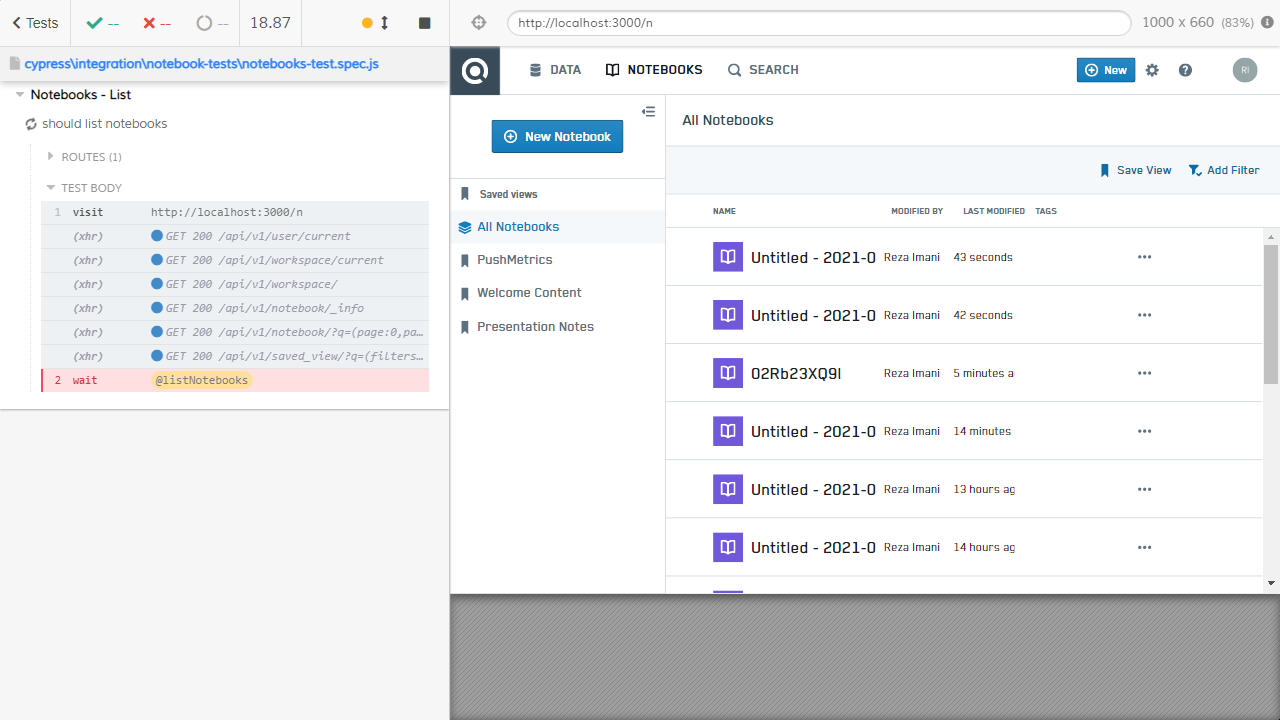 Tests
--
--
--
18.87
http://localhost:3000/n
1000 x 660 (83%)
cypress\integration\notebook-tests\notebooks-test.spec.js
Notebooks - List
should list notebooks
ROUTES (1)
TEST BODY
1 visit http://localhost:3000/n
(xhr) GET 200 /api/v1/user/current
(xhr) GET 200 /api/v1/workspace/current
(xhr) GET 200 /api/v1/workspace/
(xhr) GET 200 /api/v1/notebook/_info
(xhr) GET 200 /api/v1/notebook/?q=(page:0,pa…
(xhr) GET 200 /api/v1/saved_view/?q=(filters…
2 wait @listNotebooks
DATA
NOTEBOOKS
SEARCH
New
RI
New Notebook
Saved views
All Notebooks
PushMetrics
Welcome Content
Presentation Notes
All Notebooks
Save View
Add Filter
NAME MODIFIED BY LAST MODIFIED TAGS
Untitled - 2021-0 Reza Imani 43 seconds
Untitled - 2021-0 Reza Imani 42 seconds
02Rb23XQ9I Reza Imani 5 minutes a
Untitled - 2021-0 Reza Imani 14 minutes
Untitled - 2021-0 Reza Imani 13 hours ag
Untitled - 2021-0 Reza Imani 14 hours ag